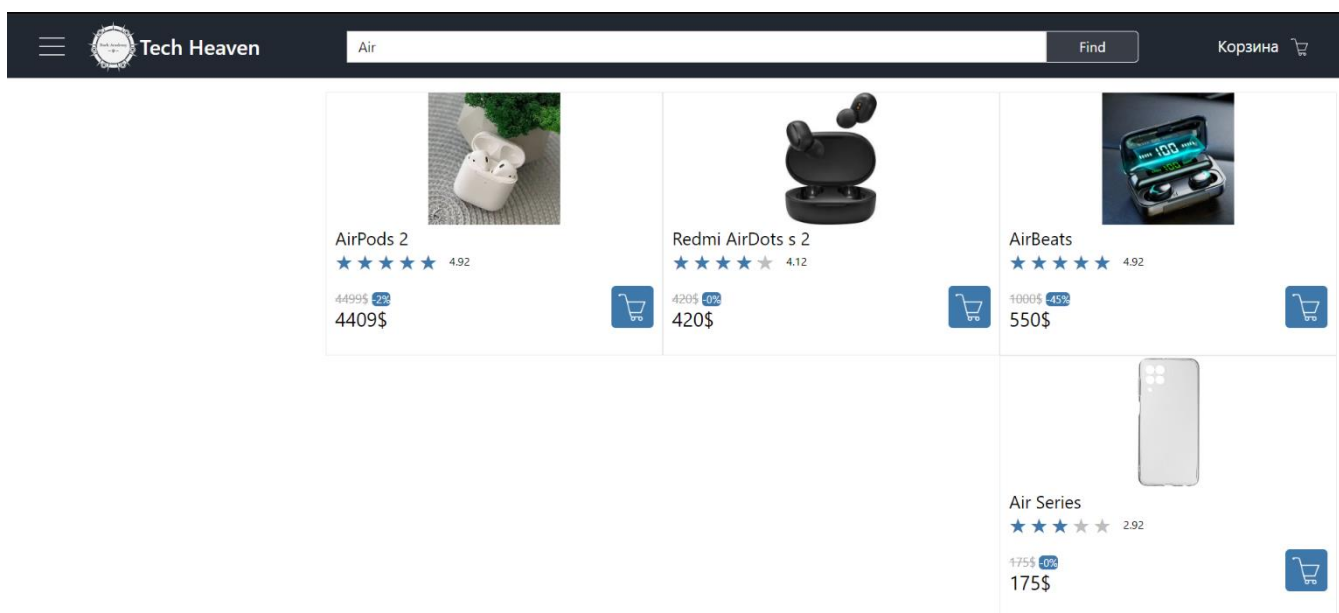 Tech Heaven
Air
Find
Корзина
AirPods 2
4.92
4499$ -2%
4409$
Redmi AirDots s 2
4.12
420$ -0%
420$
AirBeats
4.92
1000$ -45%
550$
Air Series
2.92
175$ -0%
175$